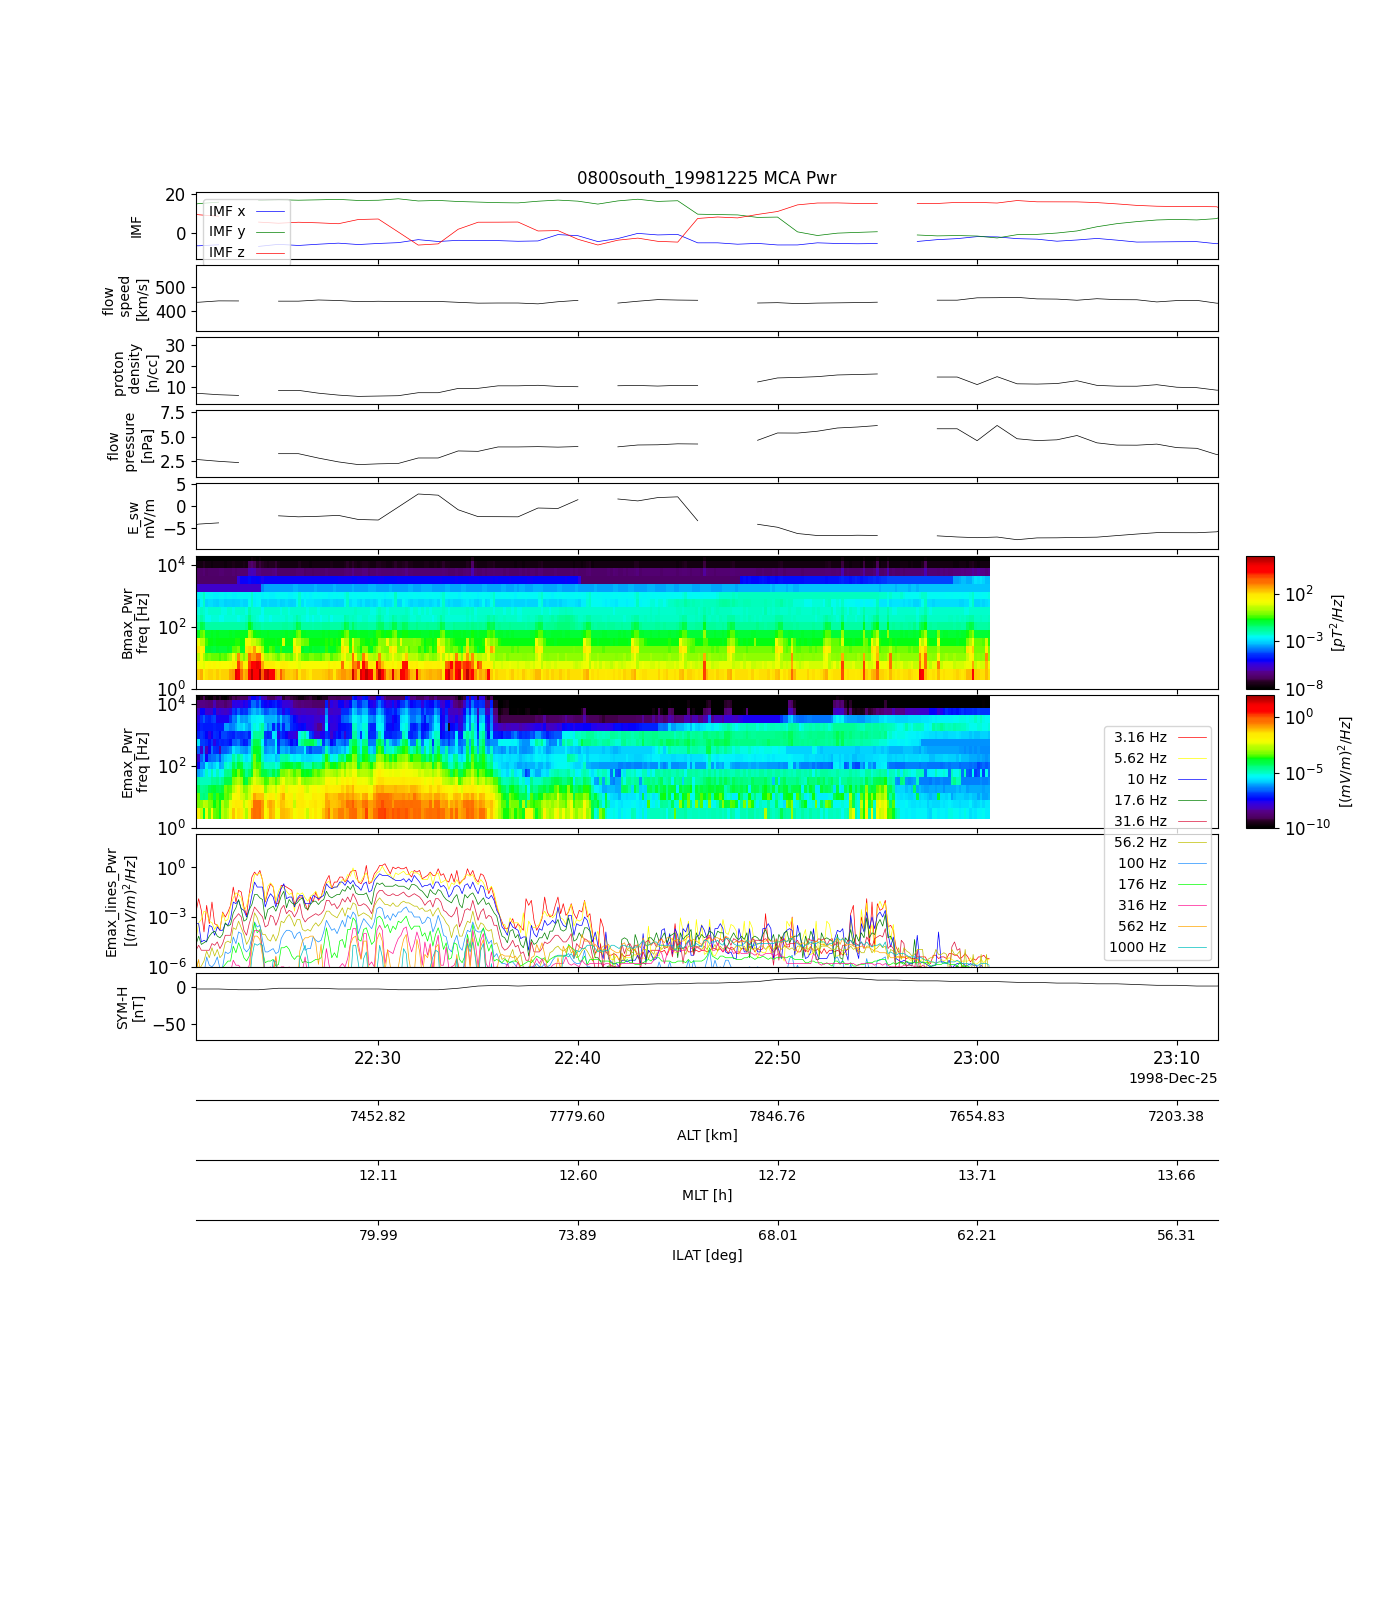 0800south_19981225 MCA Pwr
20
0
IMF
IMF x
IMF y
IMF z
500
400
flow
speed
[km/s]
30
20
10
proton
density
[n/cc]
7.5
5.0
2.5
flow
pressure
[nPa]
5
0
−5
E_sw
mV/m
10^4
10^2
10^0
Bmax_Pwr
freq [Hz]
10^2
10^−3
10^−8
[pT^2/Hz]
10^4
10^2
10^0
Emax_Pwr
freq [Hz]
10^0
10^−5
10^−10
[(mV/m)^2/Hz]
3.16 Hz
5.62 Hz
10 Hz
17.6 Hz
31.6 Hz
56.2 Hz
100 Hz
176 Hz
316 Hz
562 Hz
1000 Hz
10^0
10^−3
10^−6
Emax_lines_Pwr
[(mV/m)^2/Hz]
0
−50
SYM-H
[nT]
22:30 22:40 22:50 23:00 23:10
1998-Dec-25
7452.82 7779.60 7846.76 7654.83 7203.38
ALT [km]
12.11 12.60 12.72 13.71 13.66
MLT [h]
79.99 73.89 68.01 62.21 56.31
ILAT [deg]